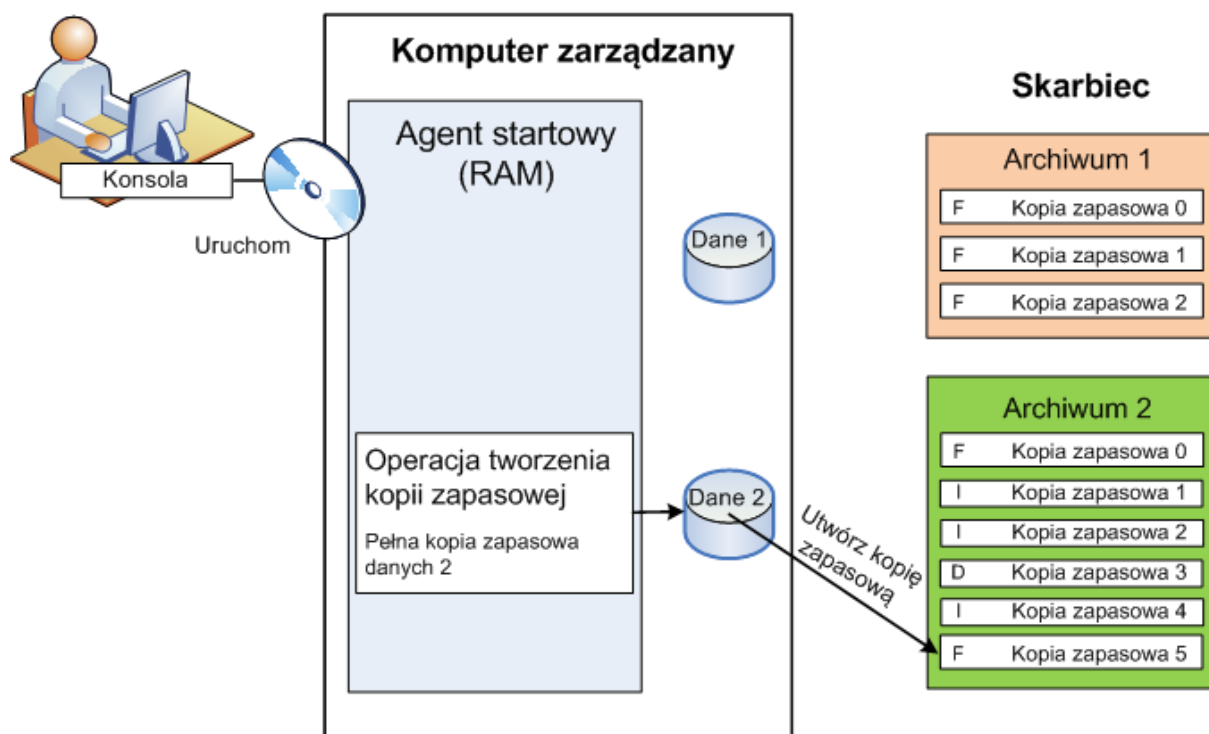 Komputer zarządzany
Skarbiec
Konsola
Uruchom
Agent startowy
(RAM)
Dane 1
Archiwum 1
F Kopia zapasowa 0
F Kopia zapasowa 1
F Kopia zapasowa 2
Operacja tworzenia
kopii zapasowej
Pełna kopia zapasowa
danych 2
Dane 2
Utwórz kopię
zapasową
Archiwum 2
F Kopia zapasowa 0
I Kopia zapasowa 1
I Kopia zapasowa 2
D Kopia zapasowa 3
I Kopia zapasowa 4
F Kopia zapasowa 5